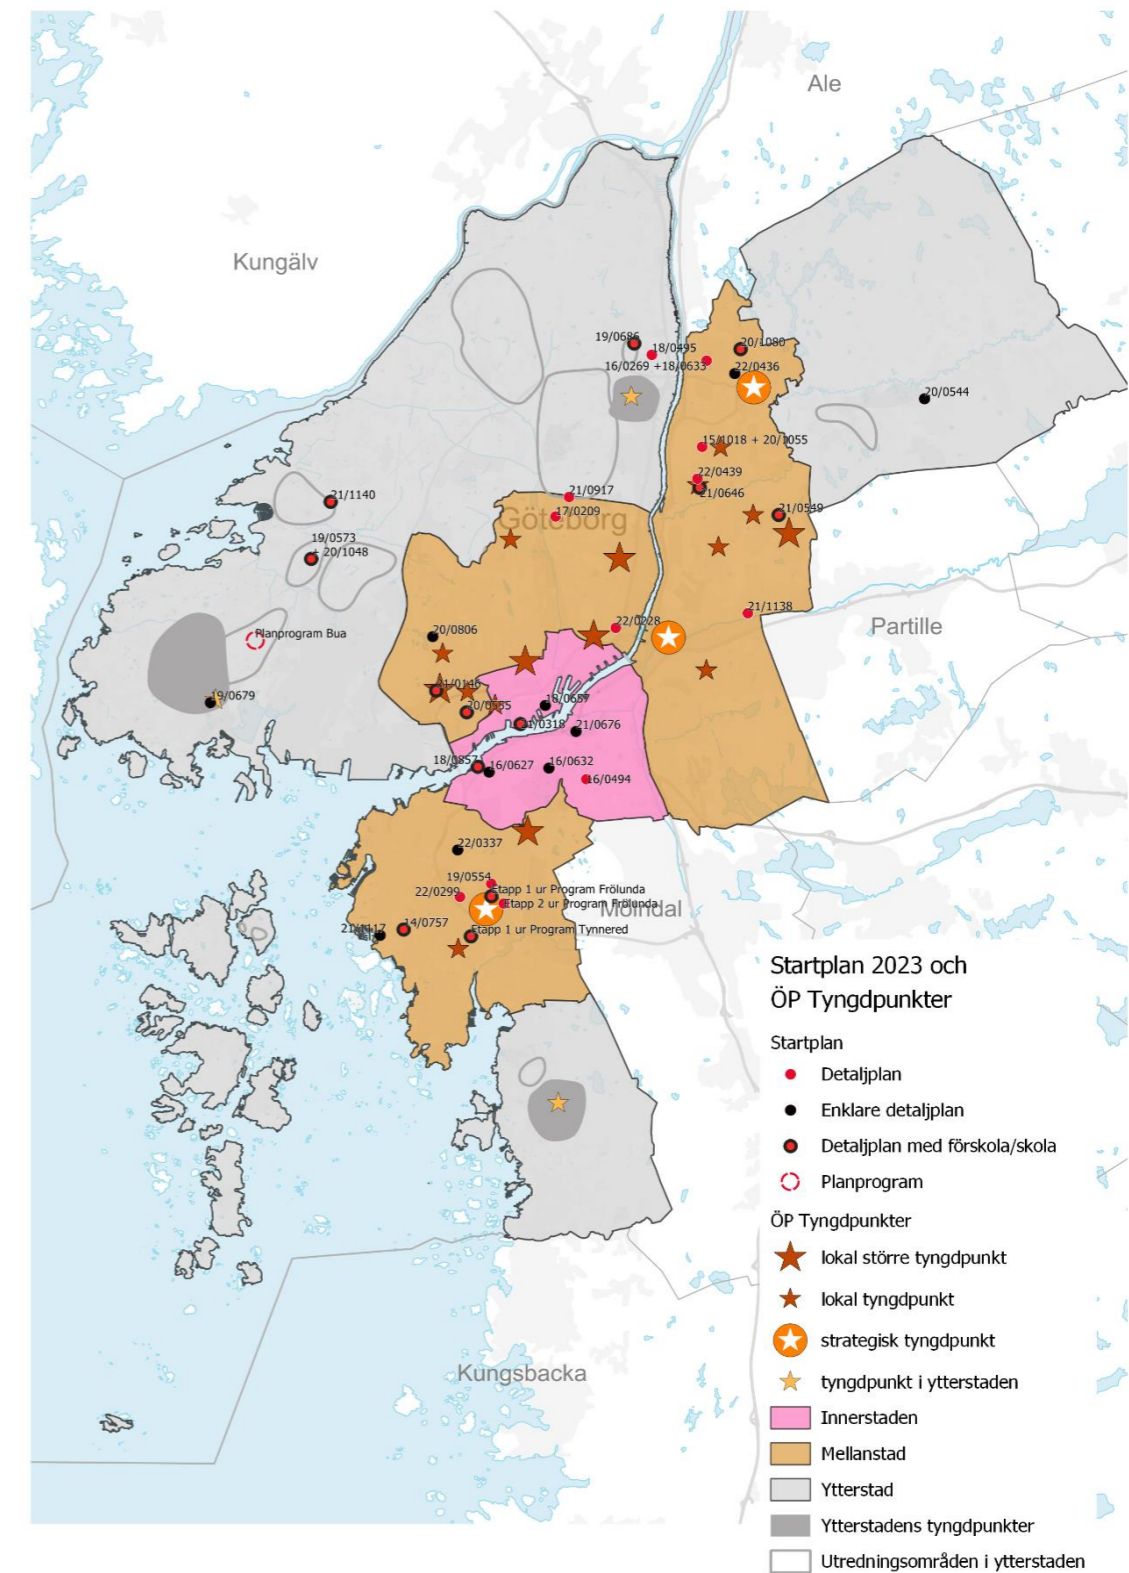 Ale
Kungälv
19/0686
18/0495
20/1080
16/0269 +18/0633
22/0436
20/0544
15/1018 + 20/1055
22/0439
21/0646
21/1140
21/0917
17/0209
Göteborg
21/0549
19/0573
+ 20/1048
21/1138
Partille
22/0228
20/0806
Planprogram Bua
19/0679
21/0140
20/0555
18/0657
21/0318
21/0676
18/0857
16/0627
16/0632
16/0494
22/0337
19/0554
22/0299
Etapp 1 ur Program Frölunda
Etapp 2 ur Program Frölunda
Mölndal
14/0757
Etapp 1 ur Program Tynnered
Kungsbacka
Startplan 2023 och
ÖP Tyngdpunkter
Startplan
Detaljplan
Enklare detaljplan
Detaljplan med förskola/skola
Planprogram
ÖP Tyngdpunkter
lokal större tyngdpunkt
lokal tyngdpunkt
strategisk tyngdpunkt
tyngdpunkt i ytterstaden
Innerstaden
Mellanstad
Ytterstad
Ytterstadens tyngdpunkter
Utredningsområden i ytterstaden